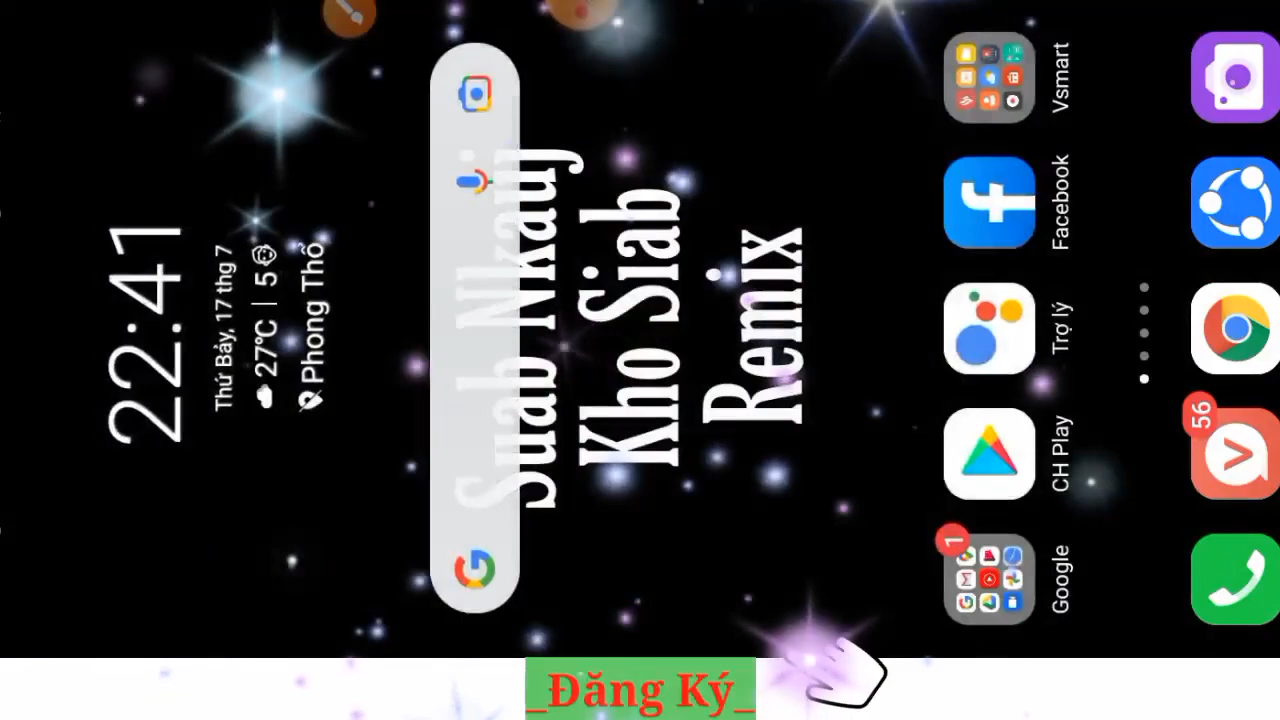 22:41
Thứ Bảy, 17 thg 7
27°C | 5
Phong Thổ
Suab Nkauj
Kho Siab
Remix
1
Google
CH Play
Trợ lý
Facebook
Vsmart
56
_Đăng Ký_